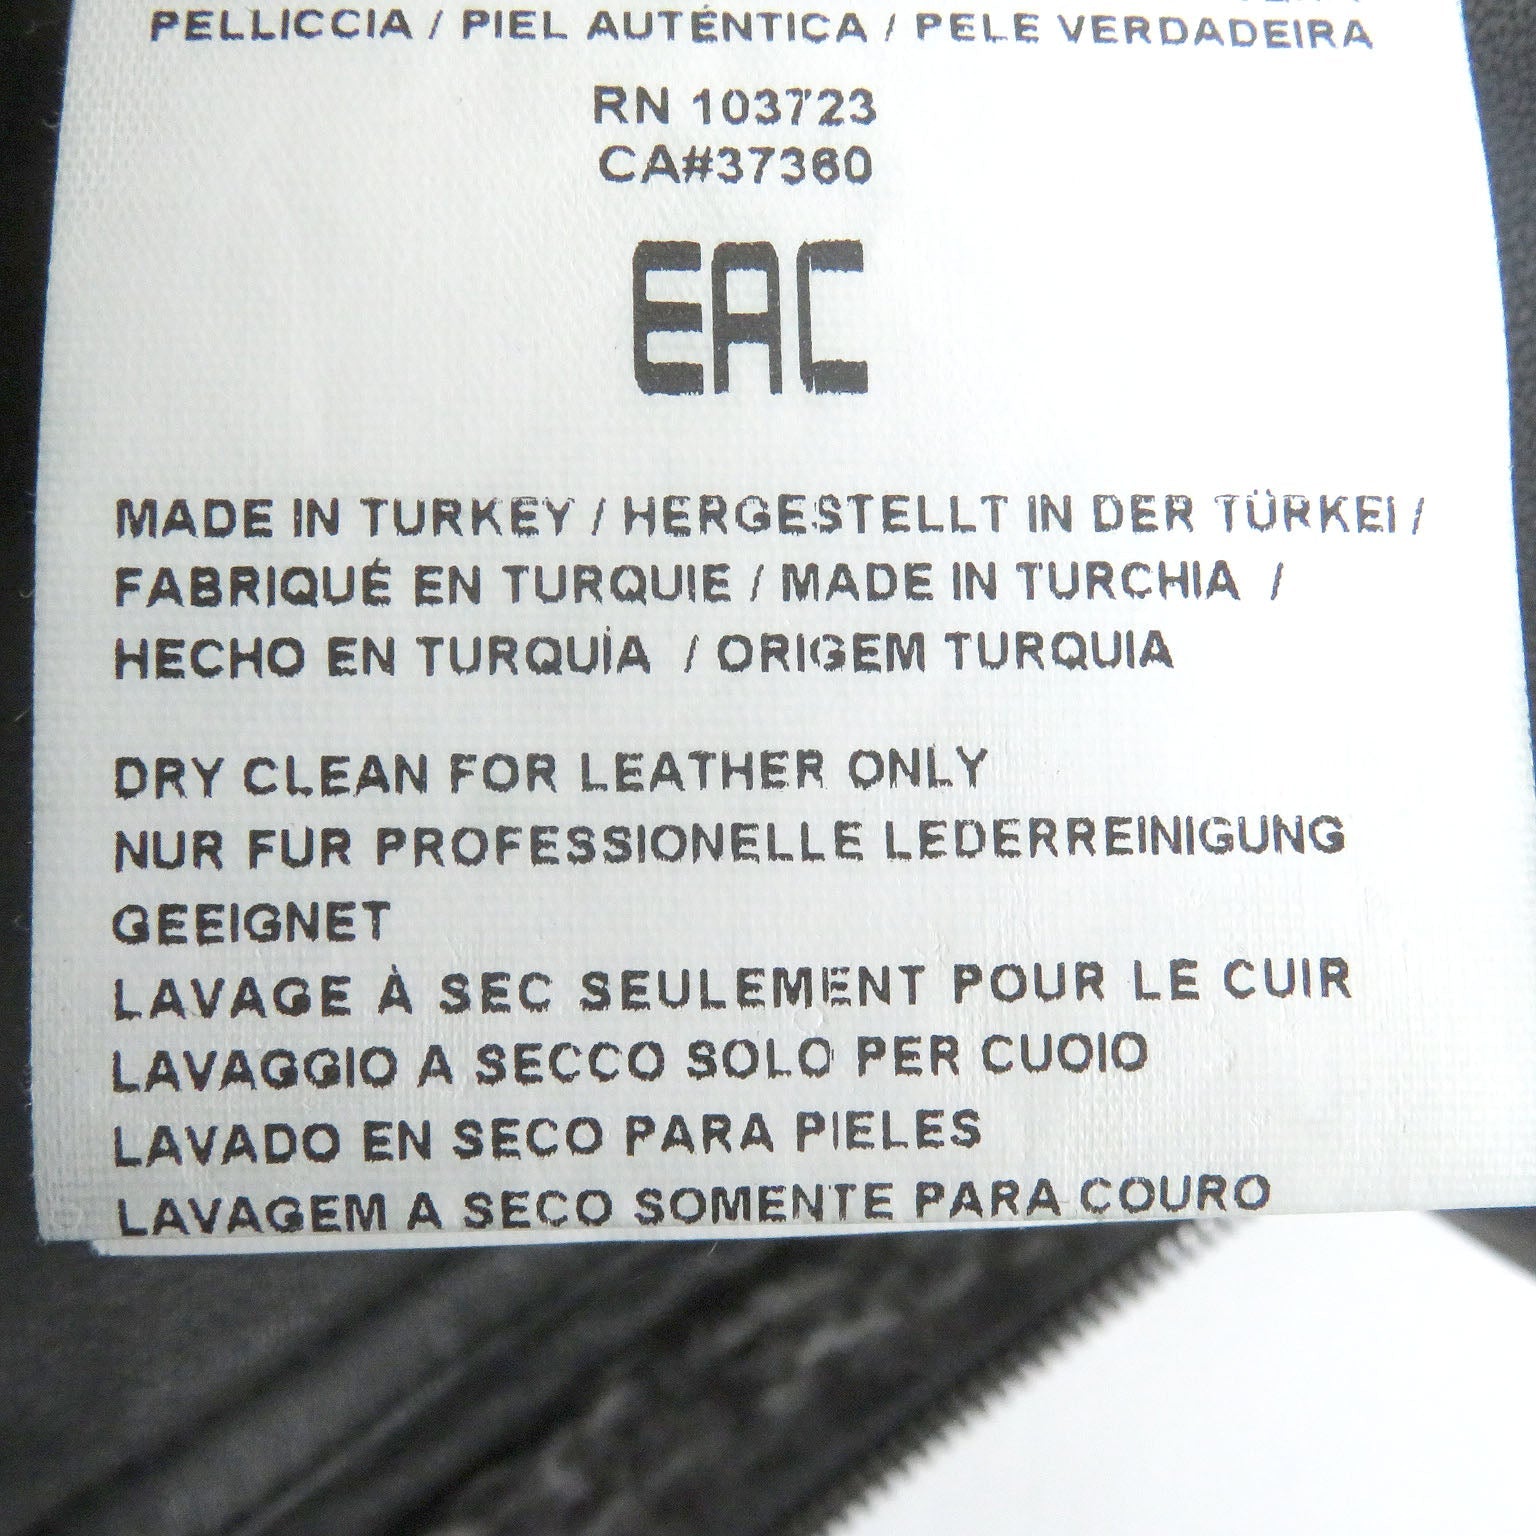 PELLICCIA / PIEL AUTÉNTICA / PELE VERDADEIRA
RN 103723
CA#37360
EAC
MADE IN TURKEY / HERGESTELLT IN DER TÜRKEI /
FABRIQUÉ EN TURQUIE / MADE IN TURCHIA /
HECHO EN TURQUÍA / ORIGEM TURQUIA
DRY CLEAN FOR LEATHER ONLY
NUR FUR PROFESSIONELLE LEDERREINIGUNG
GEEIGNET
LAVAGE À SEC SEULEMENT POUR LE CUIR
LAVAGGIO A SECCO SOLO PER CUOIO
LAVADO EN SECO PARA PIELES
LAVAGEM A SECO SOMENTE PARA COURO